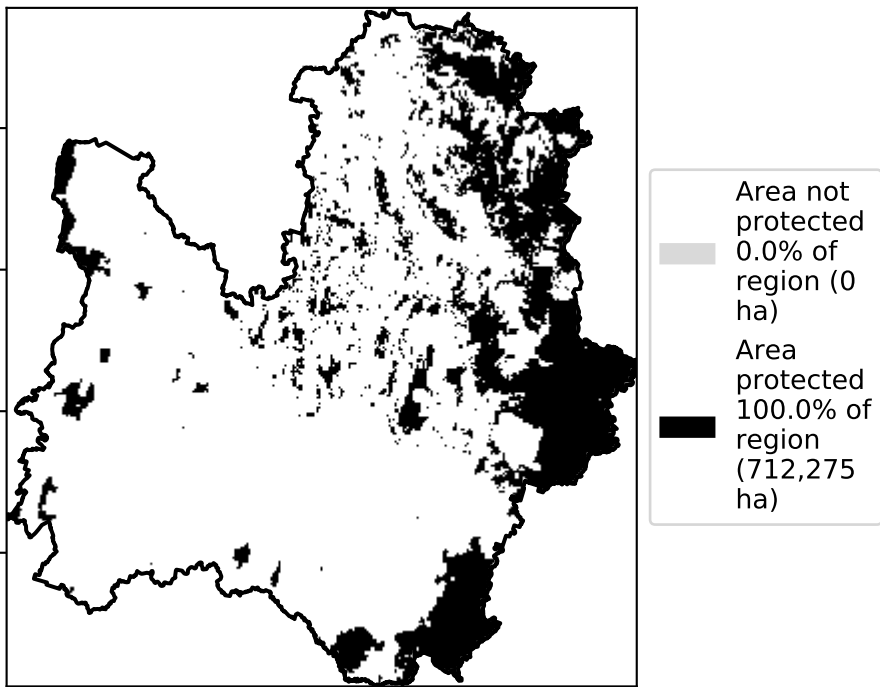 Area not
protected
0.0% of
region (0
ha)
Area
protected
100.0% of
region
(712,275
ha)